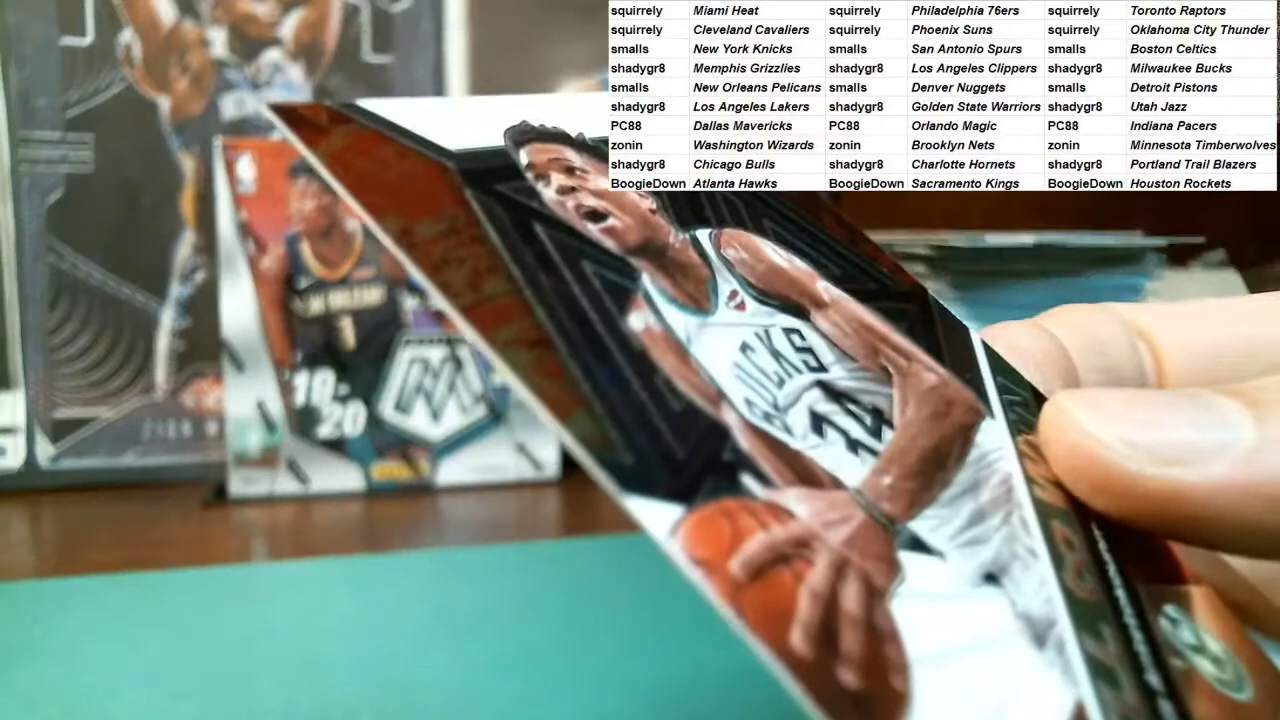 squirrely Miami Heat squirrely Philadelphia 76ers squirrely Toronto Raptors
squirrely Cleveland Cavaliers squirrely Phoenix Suns squirrely Oklahoma City Thunder
smalls New York Knicks smalls San Antonio Spurs smalls Boston Celtics
shadygr8 Memphis Grizzlies shadygr8 Los Angeles Clippers shadygr8 Milwaukee Bucks
smalls New Orleans Pelicans smalls Denver Nuggets smalls Detroit Pistons
shadygr8 Los Angeles Lakers shadygr8 Golden State Warriors shadygr8 Utah Jazz
PC88 Dallas Mavericks PC88 Orlando Magic PC88 Indiana Pacers
zonin Washington Wizards zonin Brooklyn Nets zonin Minnesota Timberwolves
shadygr8 Chicago Bulls shadygr8 Charlotte Hornets shadygr8 Portland Trail Blazers
BoogieDown Atlanta Hawks BoogieDown Sacramento Kings BoogieDown Houston Rockets
BUCKS
34
1
19-
20